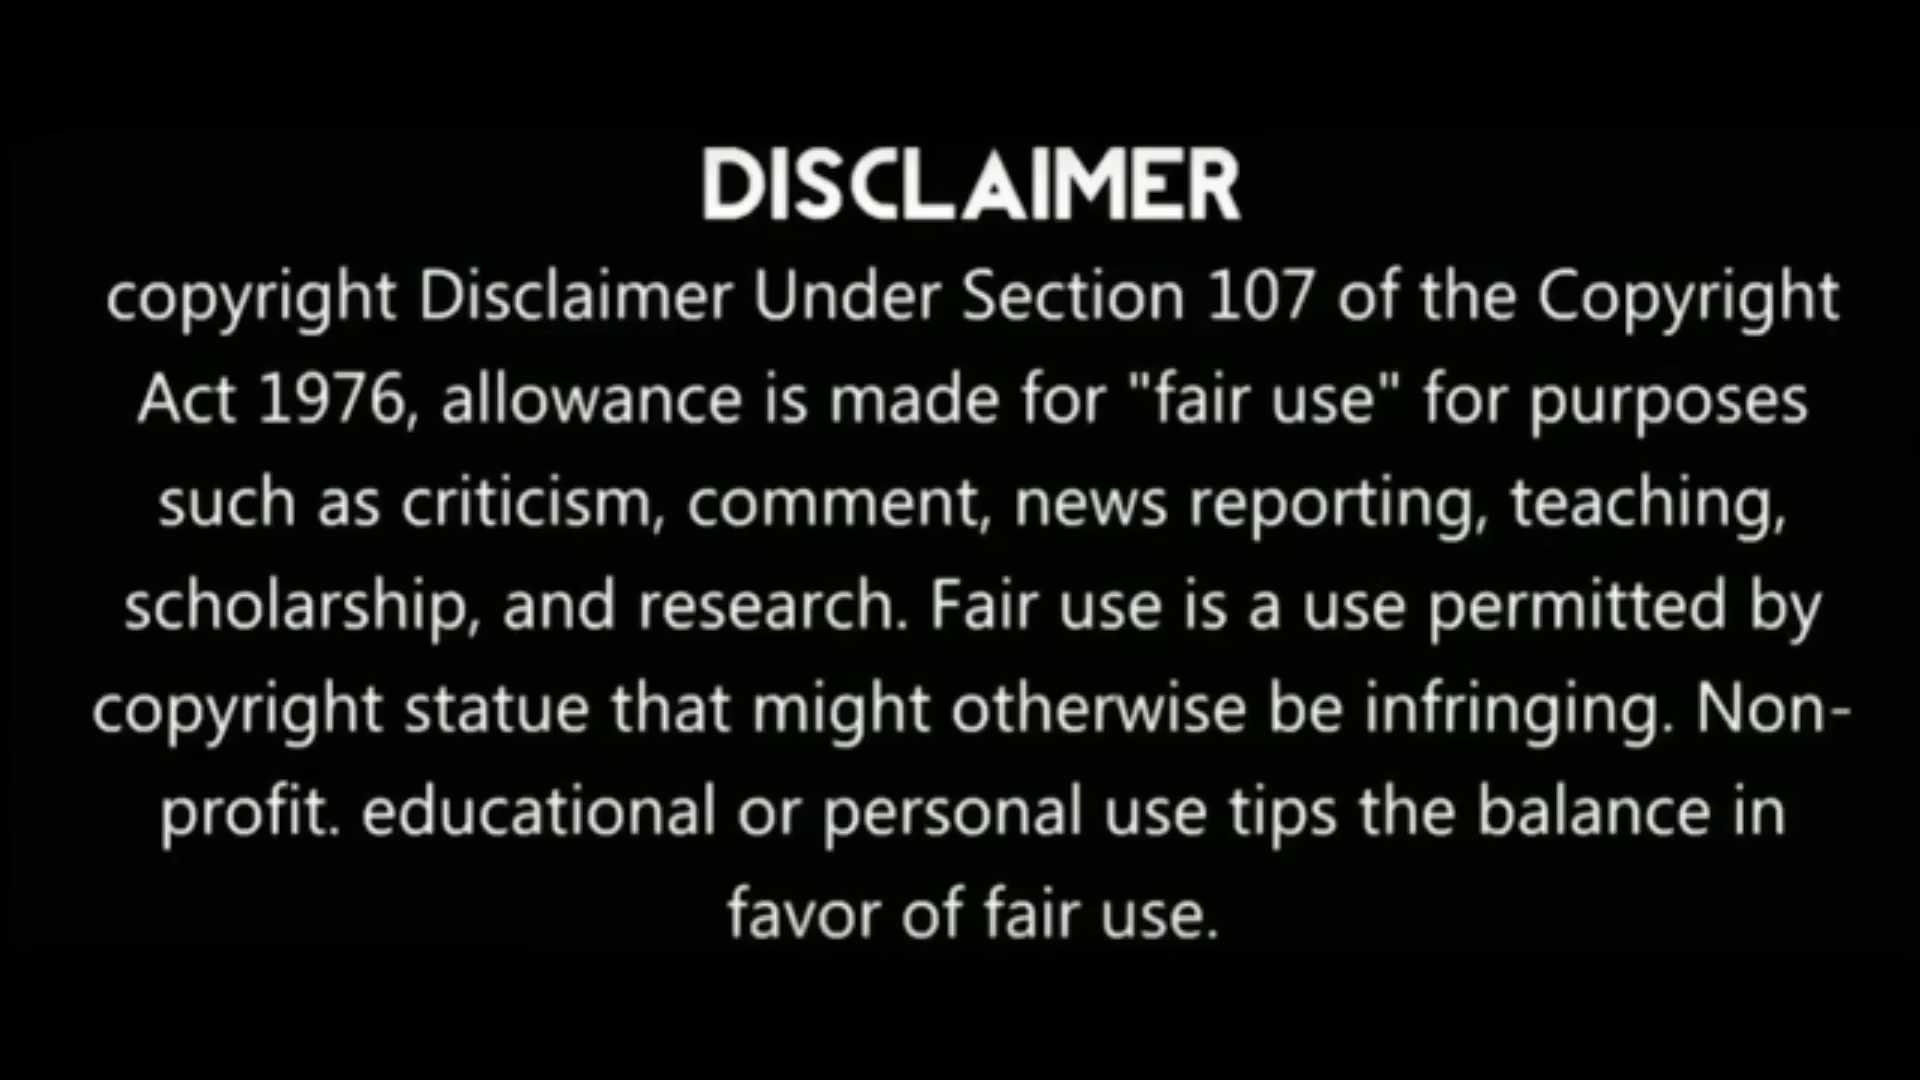 DISCLAIMER
copyright Disclaimer Under Section 107 of the Copyright
Act 1976, allowance is made for "fair use" for purposes
such as criticism, comment, news reporting, teaching,
scholarship, and research. Fair use is a use permitted by
copyright statue that might otherwise be infringing. Non-
profit. educational or personal use tips the balance in
favor of fair use.